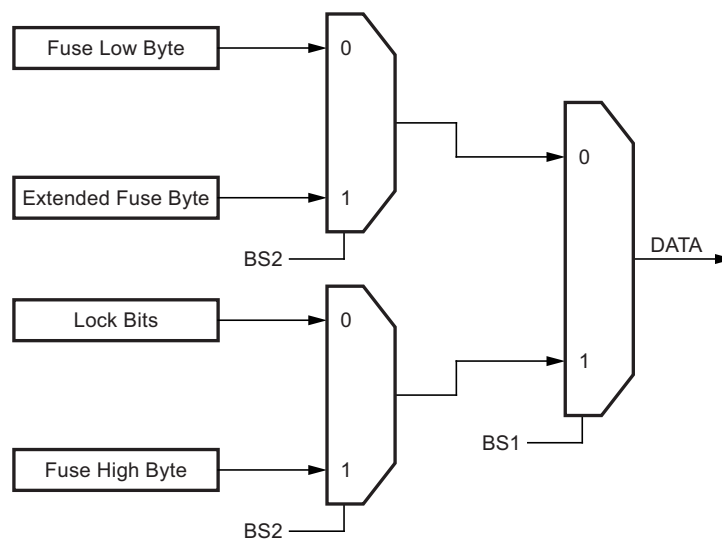 Fuse Low Byte
0
Extended Fuse Byte
1
BS2
0
DATA
Lock Bits
0
1
BS1
Fuse High Byte
1
BS2